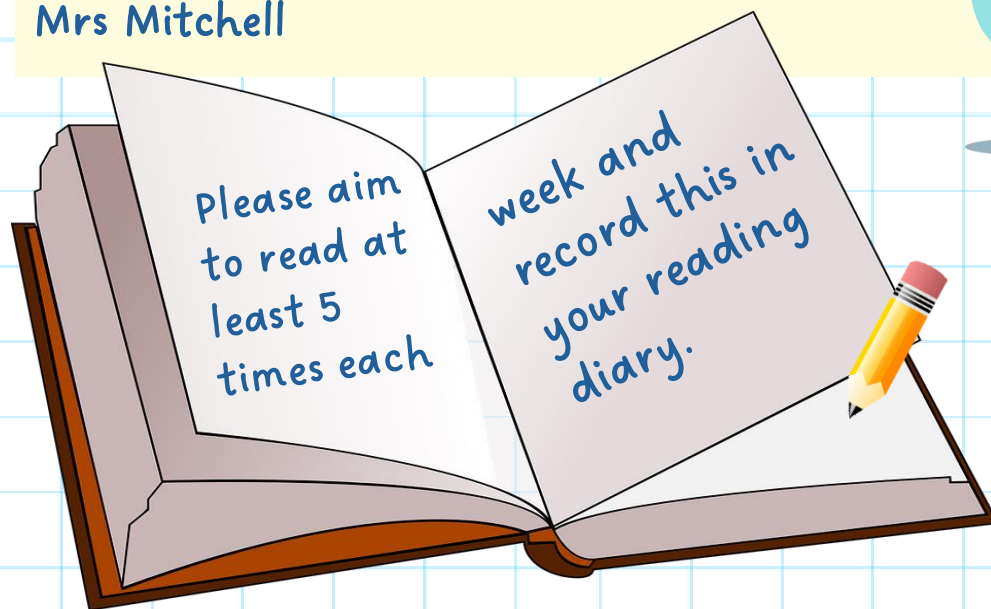 Mrs Mitchell
Please aim
to read at
least 5
times each
week and
record this in
your reading
diary.